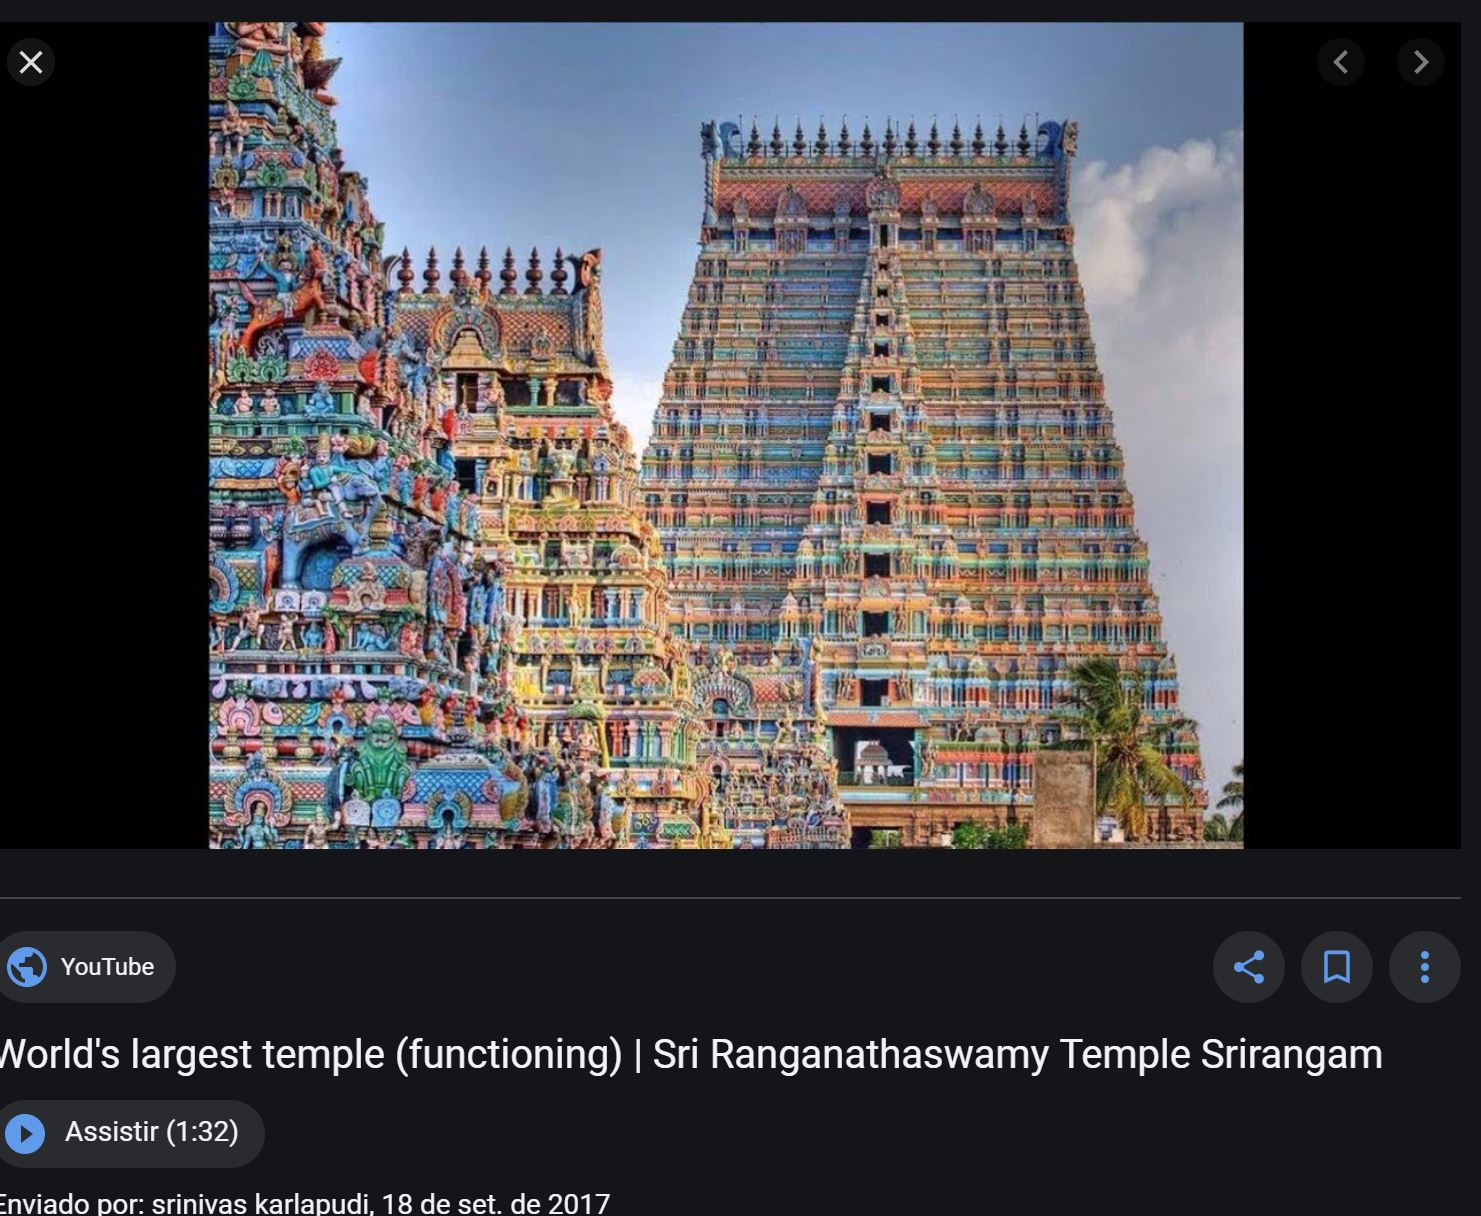 YouTube
World's largest temple (functioning) | Sri Ranganathaswamy Temple Srirangam
Assistir (1:32)
Enviado por: srinivas karlapudi, 18 de set. de 2017